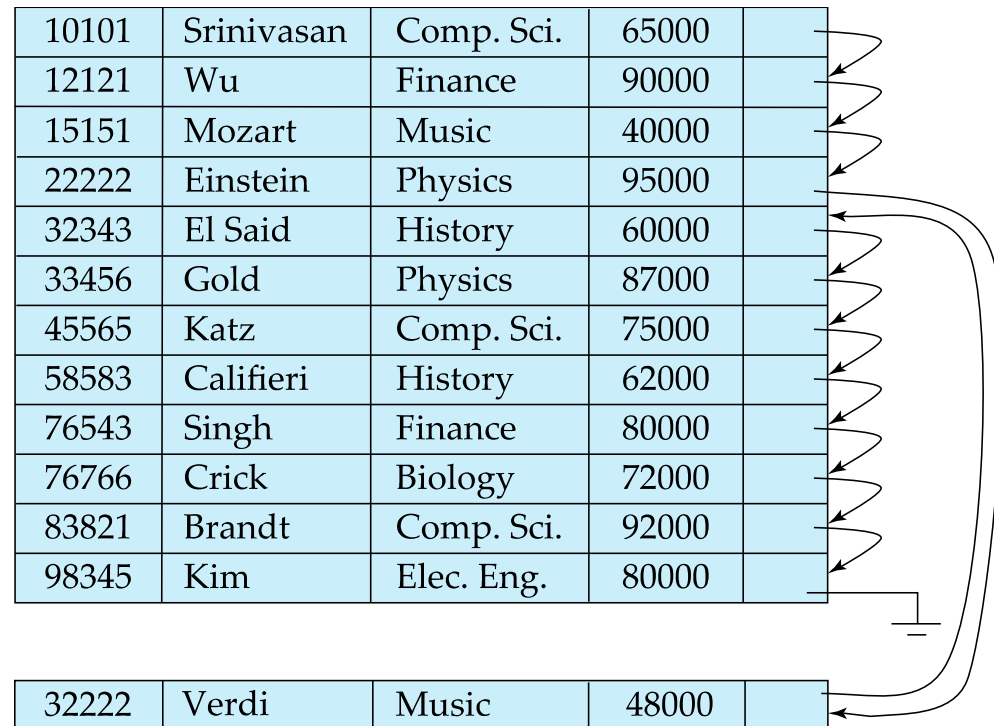 10101 Srinivasan Comp. Sci. 65000
12121 Wu Finance 90000
15151 Mozart Music 40000
22222 Einstein Physics 95000
32343 El Said History 60000
33456 Gold Physics 87000
45565 Katz Comp. Sci. 75000
58583 Califieri History 62000
76543 Singh Finance 80000
76766 Crick Biology 72000
83821 Brandt Comp. Sci. 92000
98345 Kim Elec. Eng. 80000
32222 Verdi Music 48000